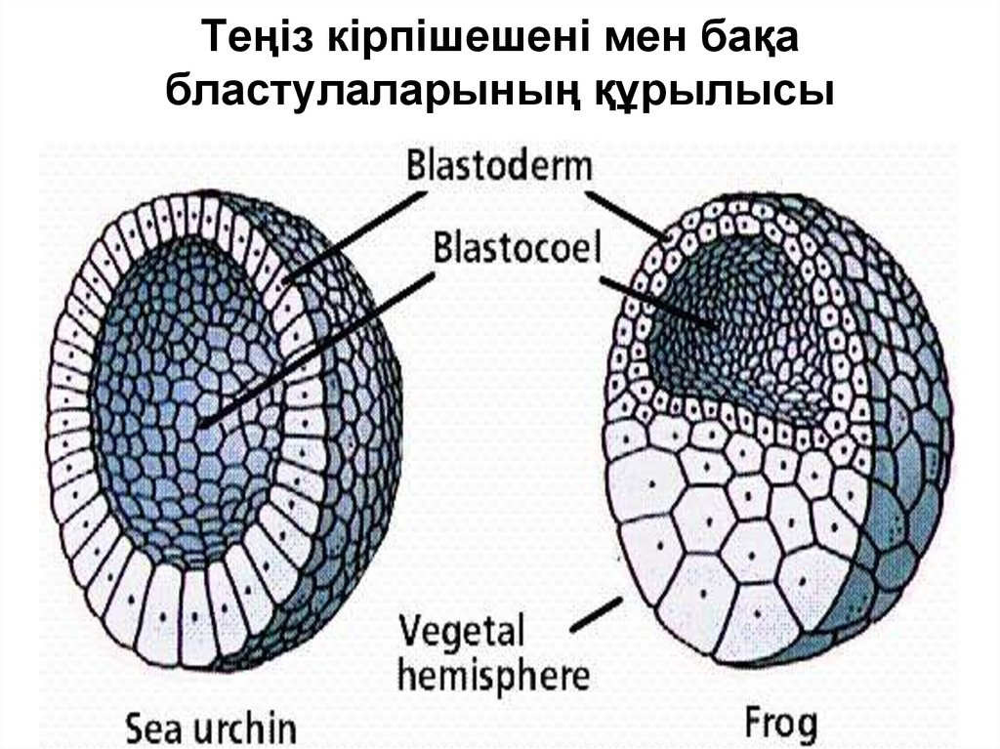 Теңіз кірпішешені мен бақа
бластулаларының құрылысы
Blastoderm
Blastocoel
Vegetal
hemisphere
Sea urchin
Frog